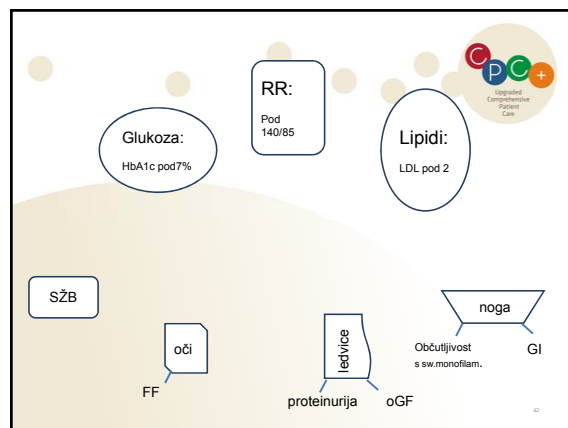 C
P
C
+
Upgraded
Comprehensive
Patient
Care
RR:
Pod
140/85
Glukoza:
HbA1c pod7%
Lipidi:
LDL pod 2
SŽB
oči
FF
ledvice
proteinurija
oGF
noga
Občutljivost
s sw.monofilam.
GI
42